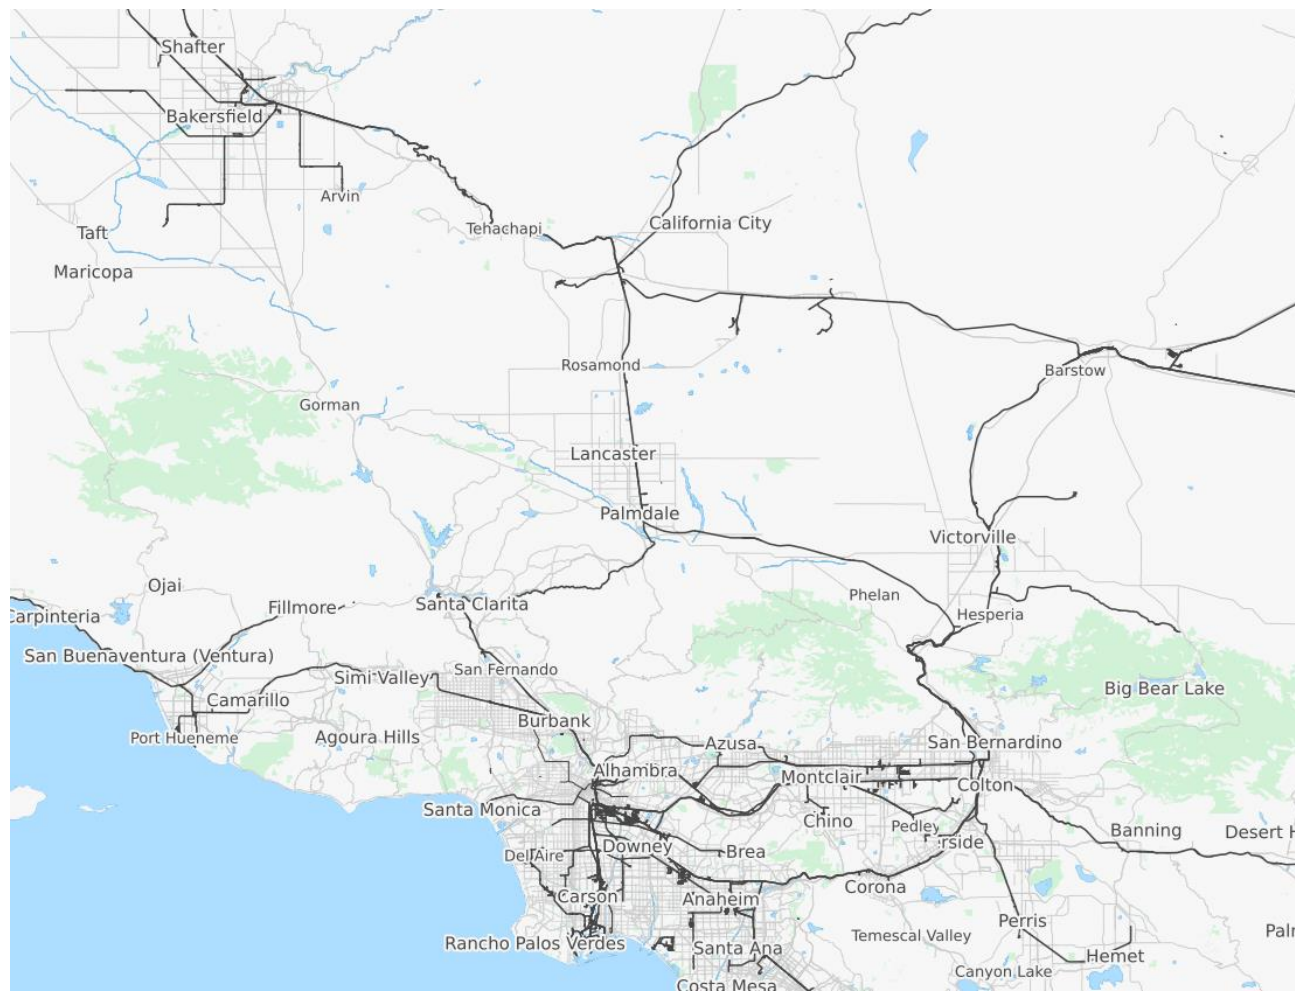 Shafter
Bakersfield
Arvin
California City
Taft
Tehachapi
Maricopa
Rosamond
Barstow
Gorman
Lancaster
Palmdale
Victorville
Ojai
Phelan
Santa Clarita
Fillmore
Carpinteria
Hesperia
San Buenaventura (Ventura)
San Fernando
Simi Valley
Big Bear Lake
Camarillo
Burbank
Port Hueneme
Agoura Hills
Azusa
San Bernardino
Alhambra
Montclair
Colton
Santa Monica
Chino
Pedley
Banning
Desert H
Downey
rside
Del Aire
Brea
Corona
Carson
Anaheim
Perris
Palr
Rancho Palos Verdes
Temescal Valley
Santa Ana
Hemet
Canyon Lake
Costa Mesa